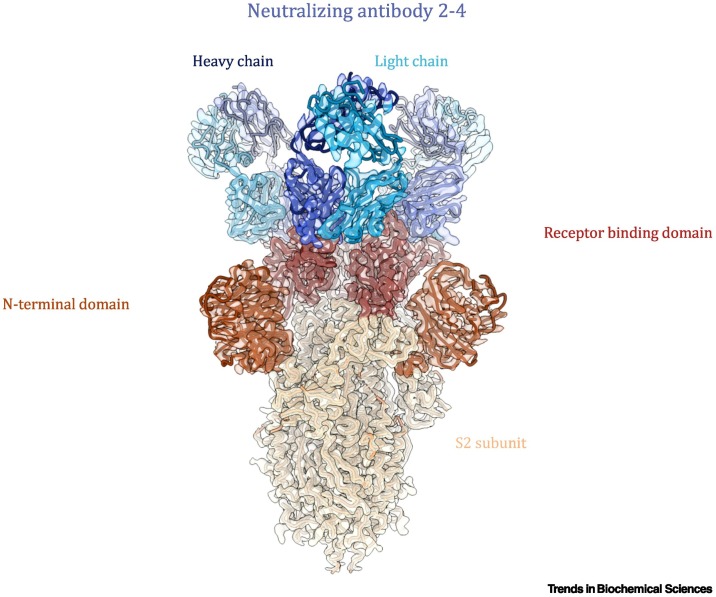 Neutralizing antibody 2-4
Heavy chain
Light chain
Receptor binding domain
N-terminal domain
S2 subunit
Trends in Biochemical Sciences